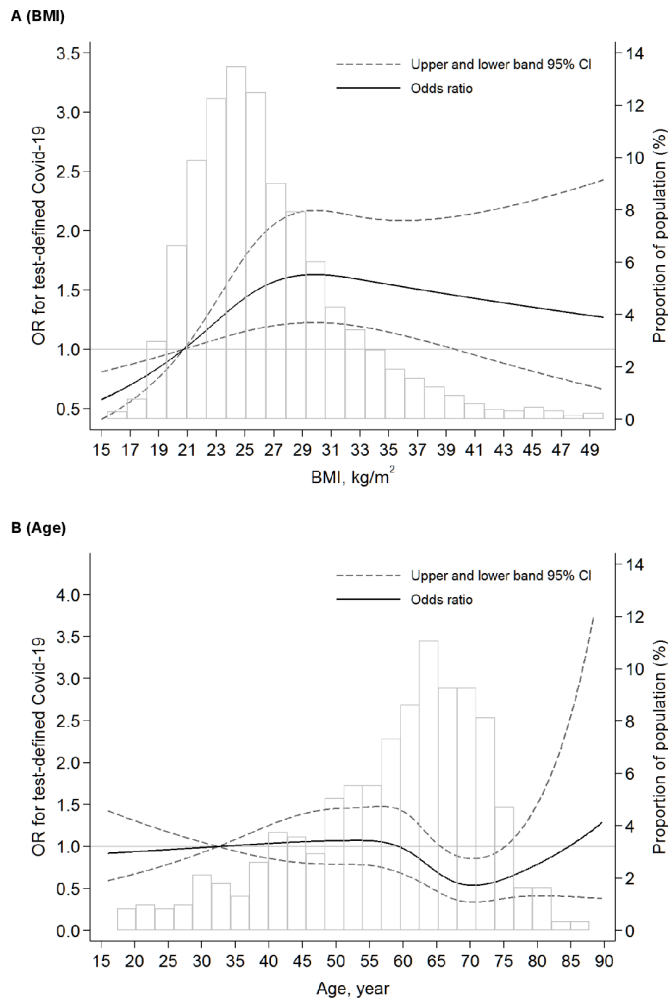 A (BMI)
3.5
3.0
2.5
2.0
1.5
1.0
0.5
OR for test-defined Covid-19
Upper and lower band 95% CI
Odds ratio
14
12
10
8
6
4
2
0
Proportion of population (%)
15 17 19 21 23 25 27 29 31 33 35 37 39 41 43 45 47 49
BMI, kg/m²
B (Age)
4.0
3.5
3.0
2.5
2.0
1.5
1.0
0.5
0.0
OR for test-defined Covid-19
Upper and lower band 95% CI
Odds ratio
14
12
10
8
6
4
2
0
Proportion of population (%)
15 20 25 30 35 40 45 50 55 60 65 70 75 80 85 90
Age, year